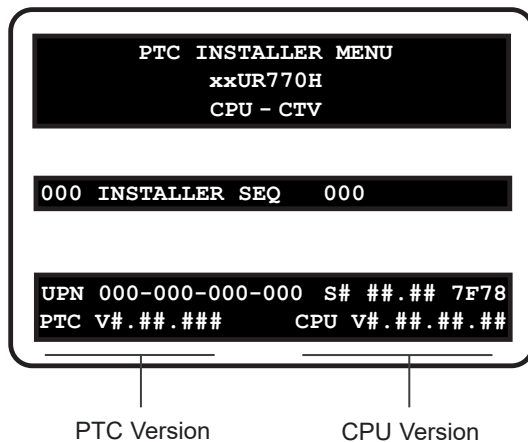 PTC INSTALLER MENU
xxUR770H
CPU – CTV
000 INSTALLER SEQ 000
UPN 000-000-000-000 S# ##.## 7F78
PTC V#.##.### CPU V#.##.##.##
PTC Version CPU Version